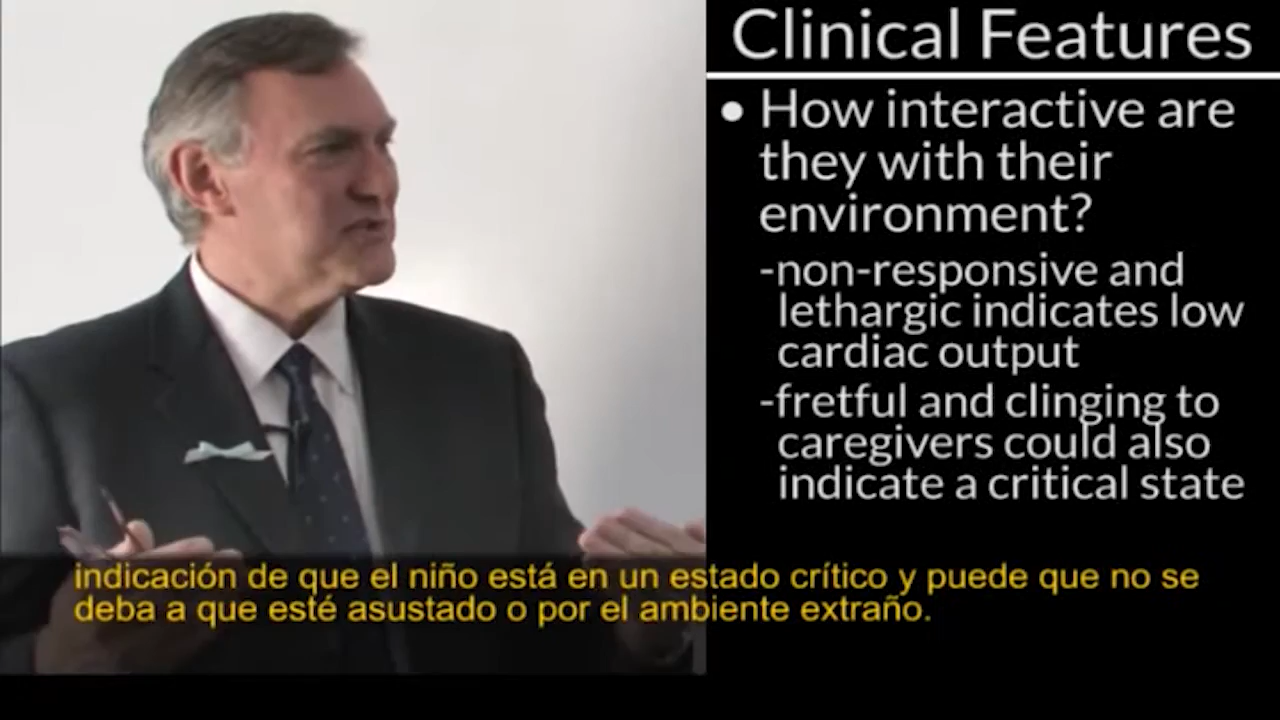 Clinical Features
• How interactive are
they with their
environment?
-non-responsive and
lethargic indicates low
cardiac output
-fretful and clinging to
caregivers could also
indicate a critical state
indicación de que el niño está en un estado crítico y puede que no se
deba a que esté asustado o por el ambiente extraño.